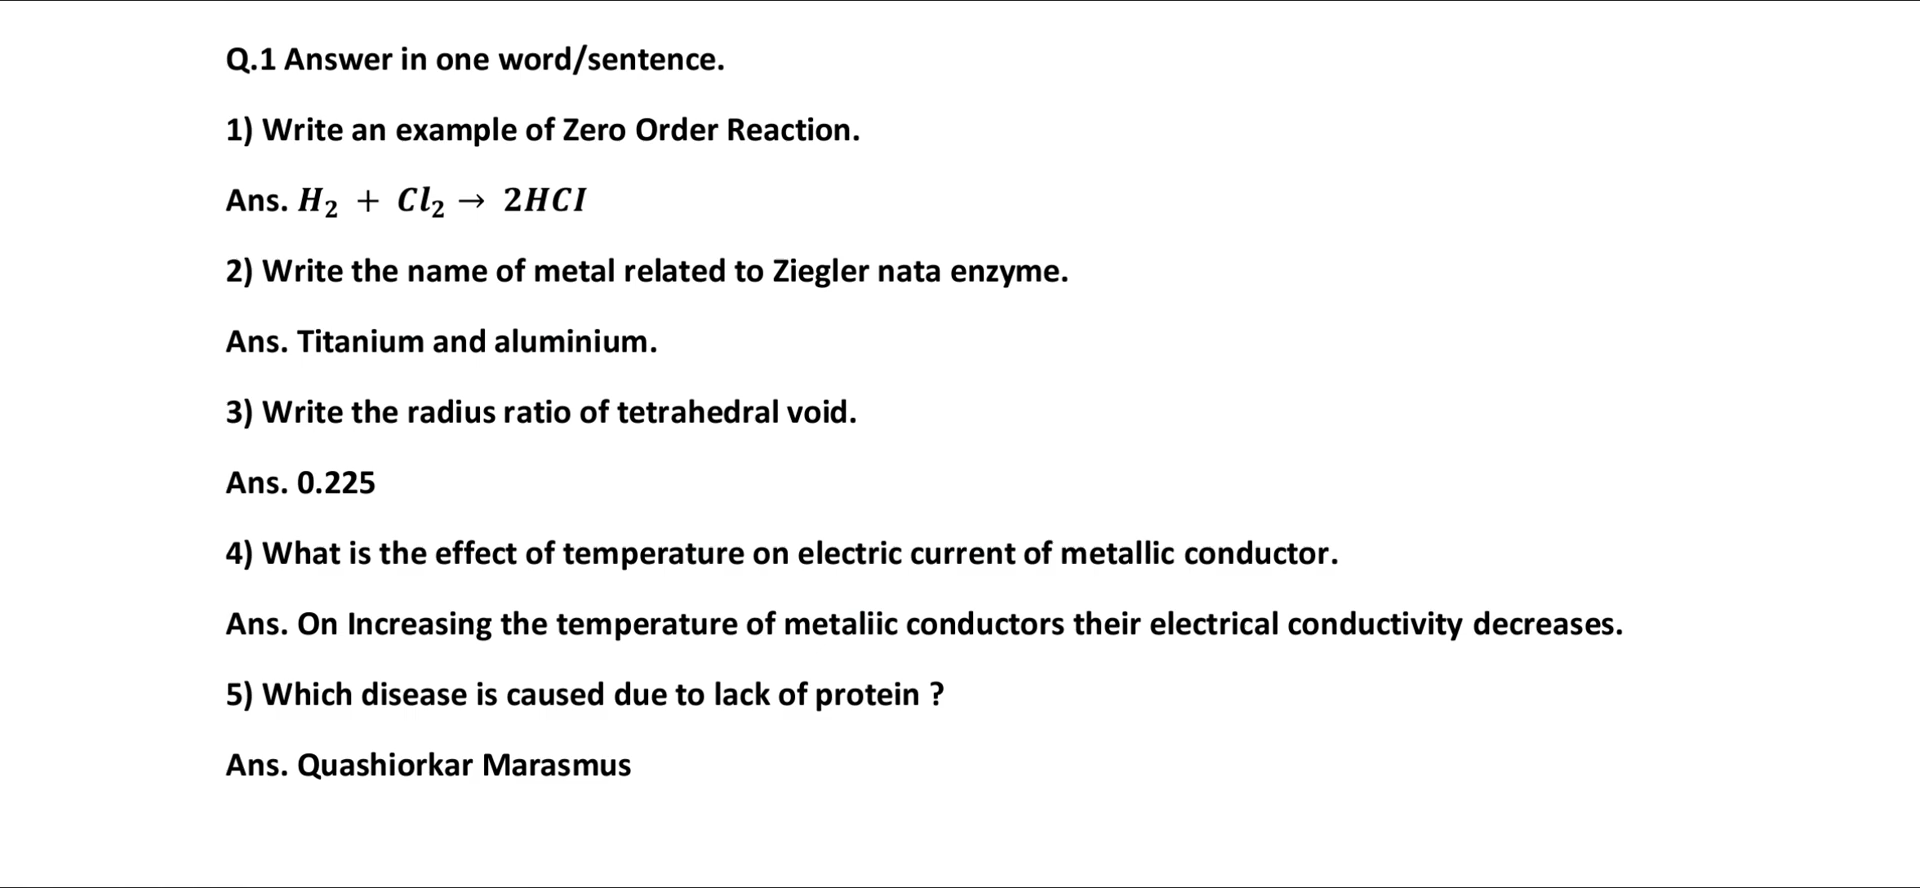 Q.1 Answer in one word/sentence.
1) Write an example of Zero Order Reaction.
Ans. H₂ + Cl₂ → 2HCI
2) Write the name of metal related to Ziegler nata enzyme.
Ans. Titanium and aluminium.
3) Write the radius ratio of tetrahedral void.
Ans. 0.225
4) What is the effect of temperature on electric current of metallic conductor.
Ans. On Increasing the temperature of metaliic conductors their electrical conductivity decreases.
5) Which disease is caused due to lack of protein ?
Ans. Quashiorkar Marasmus